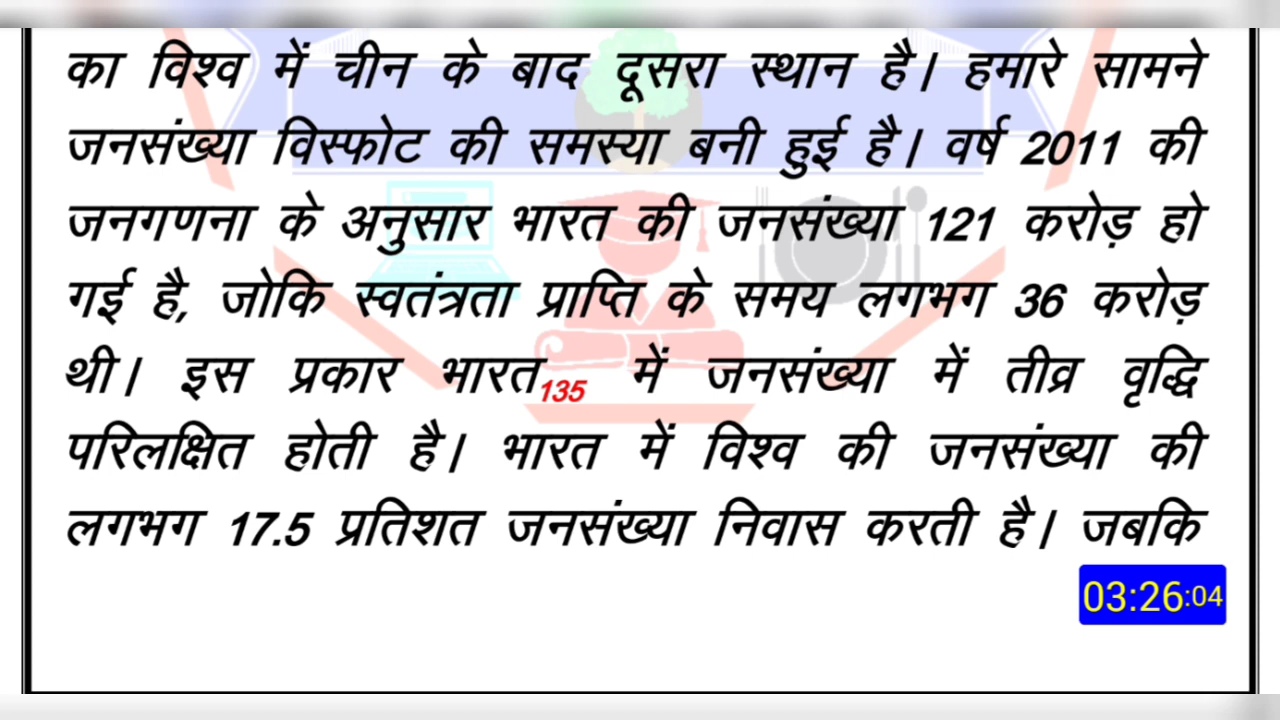 का विश्व में चीन के बाद दूसरा स्थान है। हमारे सामने
जनसंख्या विस्फोट की समस्या बनी हुई है। वर्ष 2011 की
जनगणना के अनुसार भारत की जनसंख्या 121 करोड़ हो
गई है, जोकि स्वतंत्रता प्राप्ति के समय लगभग 36 करोड़
थी। इस प्रकार भारत135 में जनसंख्या में तीव्र वृद्धि
परिलक्षित होती है। भारत में विश्व की जनसंख्या की
लगभग 17.5 प्रतिशत जनसंख्या निवास करती है। जबकि
03:26:04